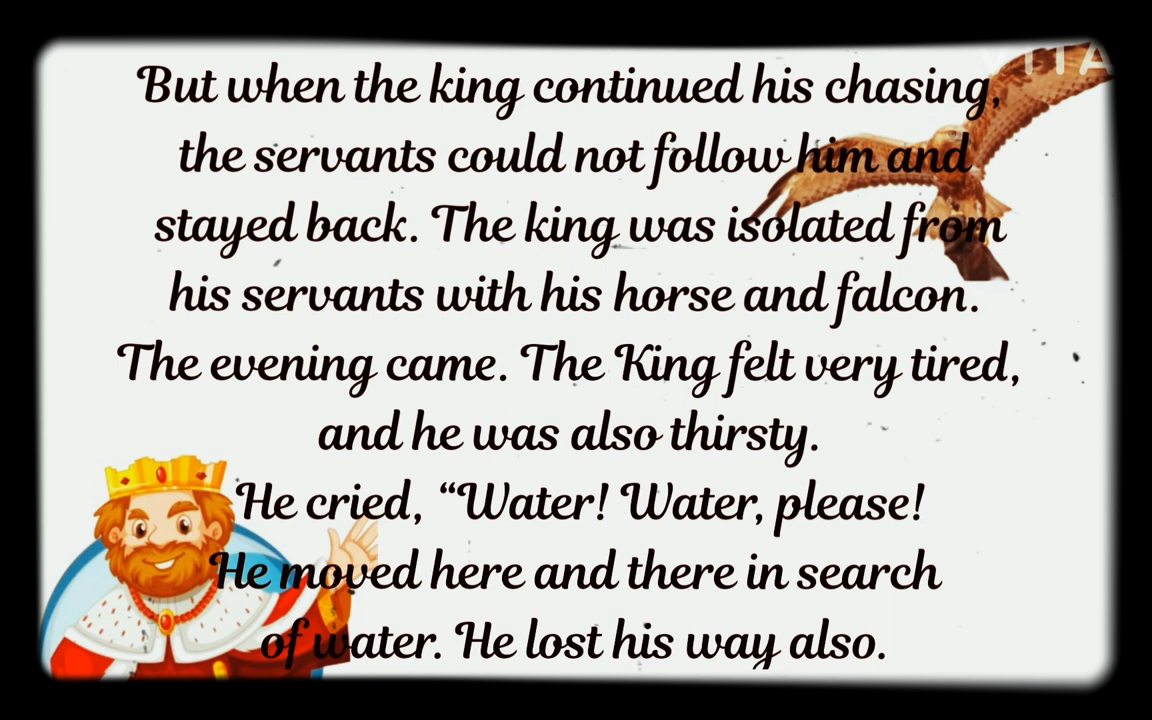 VITA
But when the king continued his chasing,
the servants could not follow him and
stayed back. The king was isolated from
his servants with his horse and falcon.
The evening came. The King felt very tired,
and he was also thirsty.
He cried, “Water! Water, please!
He moved here and there in search
of water. He lost his way also.